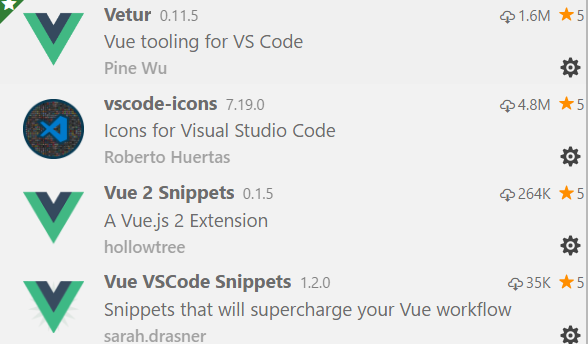 Vetur 0.11.5 1.6M 5
Vue tooling for VS Code
Pine Wu
vscode-icons 7.19.0 4.8M 5
Icons for Visual Studio Code
Roberto Huertas
Vue 2 Snippets 0.1.5 264K 5
A Vue.js 2 Extension
hollowtree
Vue VSCode Snippets 1.2.0 35K 5
Snippets that will supercharge your Vue workflow
sarah.drasner